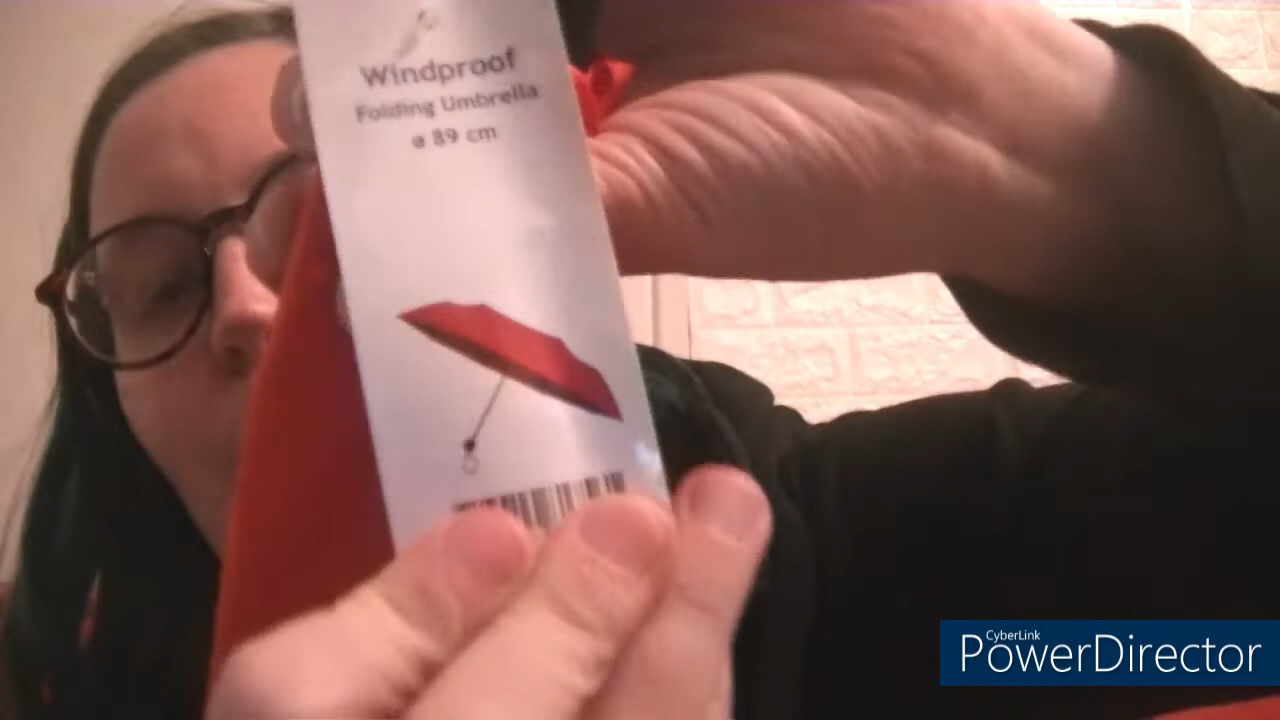 Windproof
Folding Umbrella
ø 89 cm
CyberLink
PowerDirector